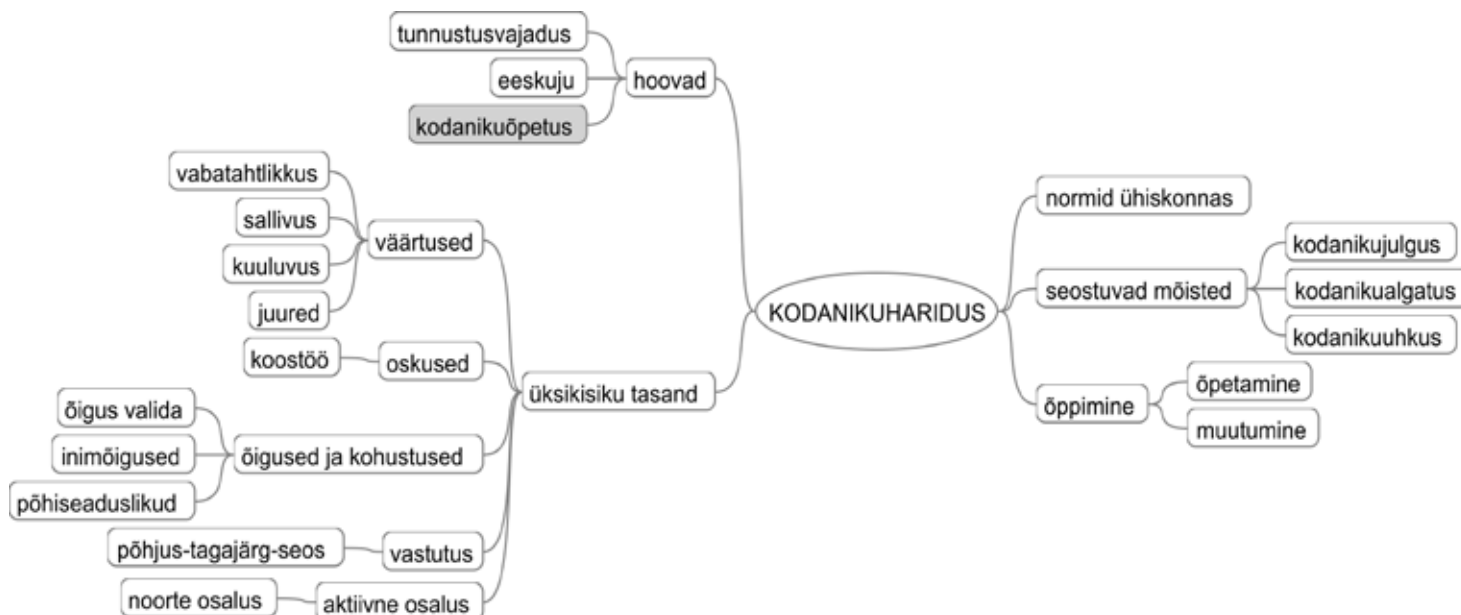 tunnustusvajadus
eeskuju
kodanikuõpetus
hoovad
vabatahtlikkus
sallivus
kuuluvus
juured
väärtused
koostöö
oskused
õigus valida
inimõigused
põhiseaduslikud
õigused ja kohustused
põhjus-tagajärg-seos
vastutus
noorte osalus
aktiivne osalus
üksikisiku tasand
KODANIKUHARIDUS
normid ühiskonnas
seostuvad mõisted
kodanikujulgus
kodanikualgatus
kodanikuuhkus
õppimine
õpetamine
muutumine